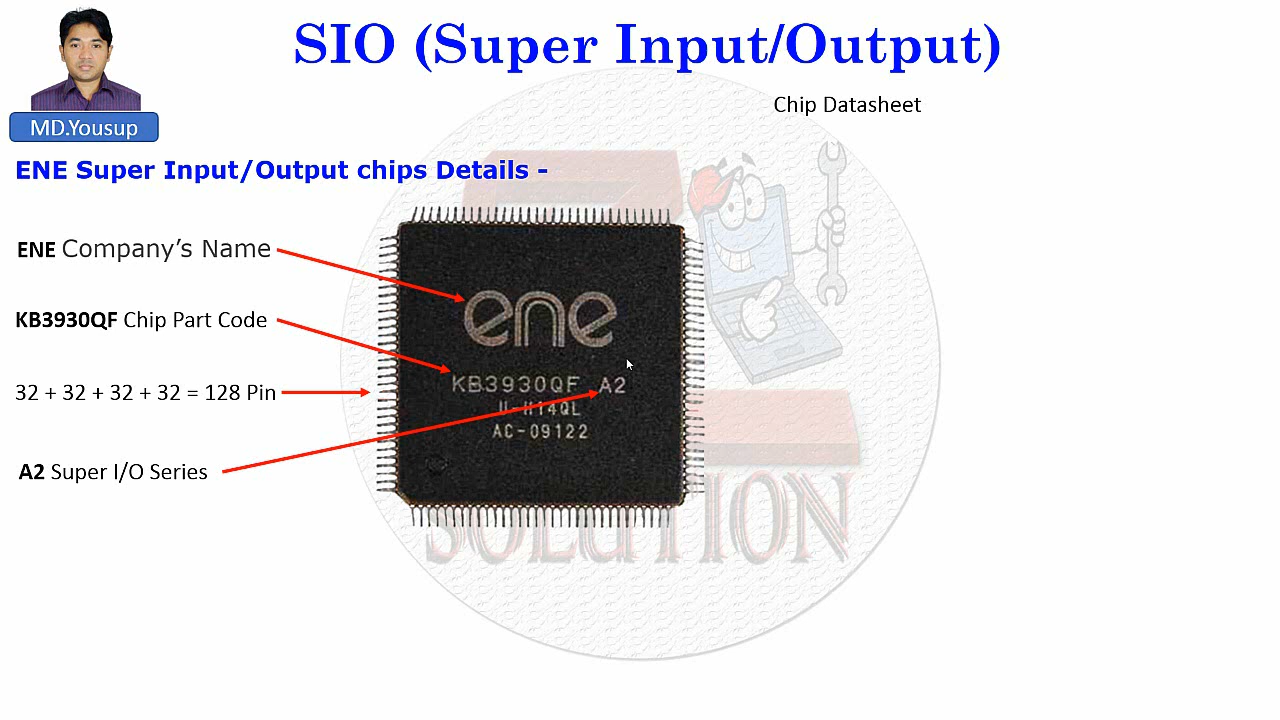 SIO (Super Input/Output)
Chip Datasheet
MD.Yousup
ENE Super Input/Output chips Details -
ENE Company’s Name
KB3930QF Chip Part Code
32 + 32 + 32 + 32 = 128 Pin
A2 Super I/O Series
ene
KB3930QF A2
AC-09122
SOLUTION